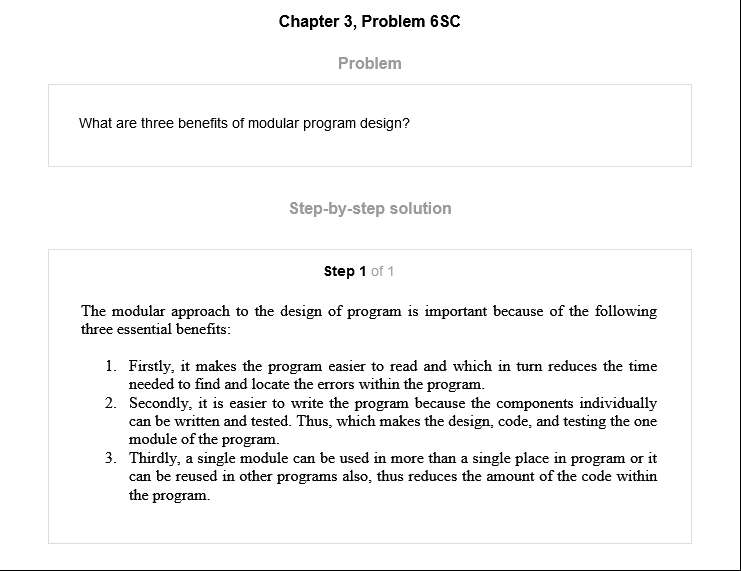 Chapter 3, Problem 6SC
Problem
What are three benefits of modular program design?
Step-by-step solution
Step 1 of 1
The modular approach to the design of program is important because of the following
three essential benefits:
1. Firstly, it makes the program easier to read and which in turn reduces the time
needed to find and locate the errors within the program.
2. Secondly, it is easier to write the program because the components individually
can be written and tested. Thus, which makes the design, code, and testing the one
module of the program.
3. Thirdly, a single module can be used in more than a single place in program or it
can be reused in other programs also, thus reduces the amount of the code within
the program.